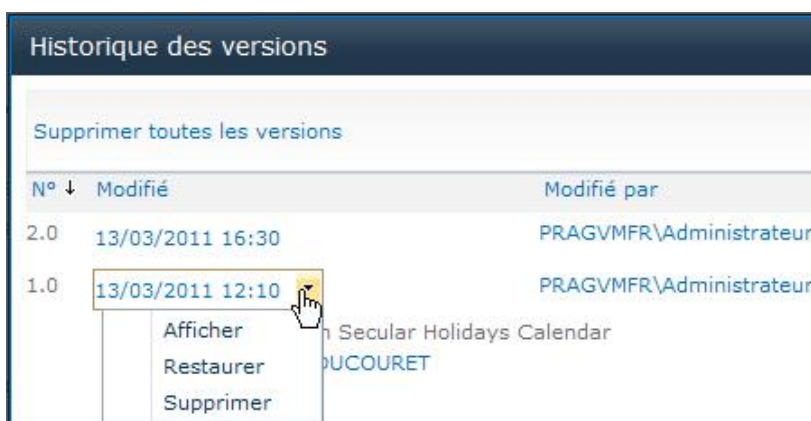 Historique des versions
Supprimer toutes les versions
N° ↓ Modifié Modifié par
2.0 13/03/2011 16:30 PRAGVMFR\Administrateur
1.0 13/03/2011 12:10 PRAGVMFR\Administrateur
Afficher Secular Holidays Calendar
Restaurer
Supprimer